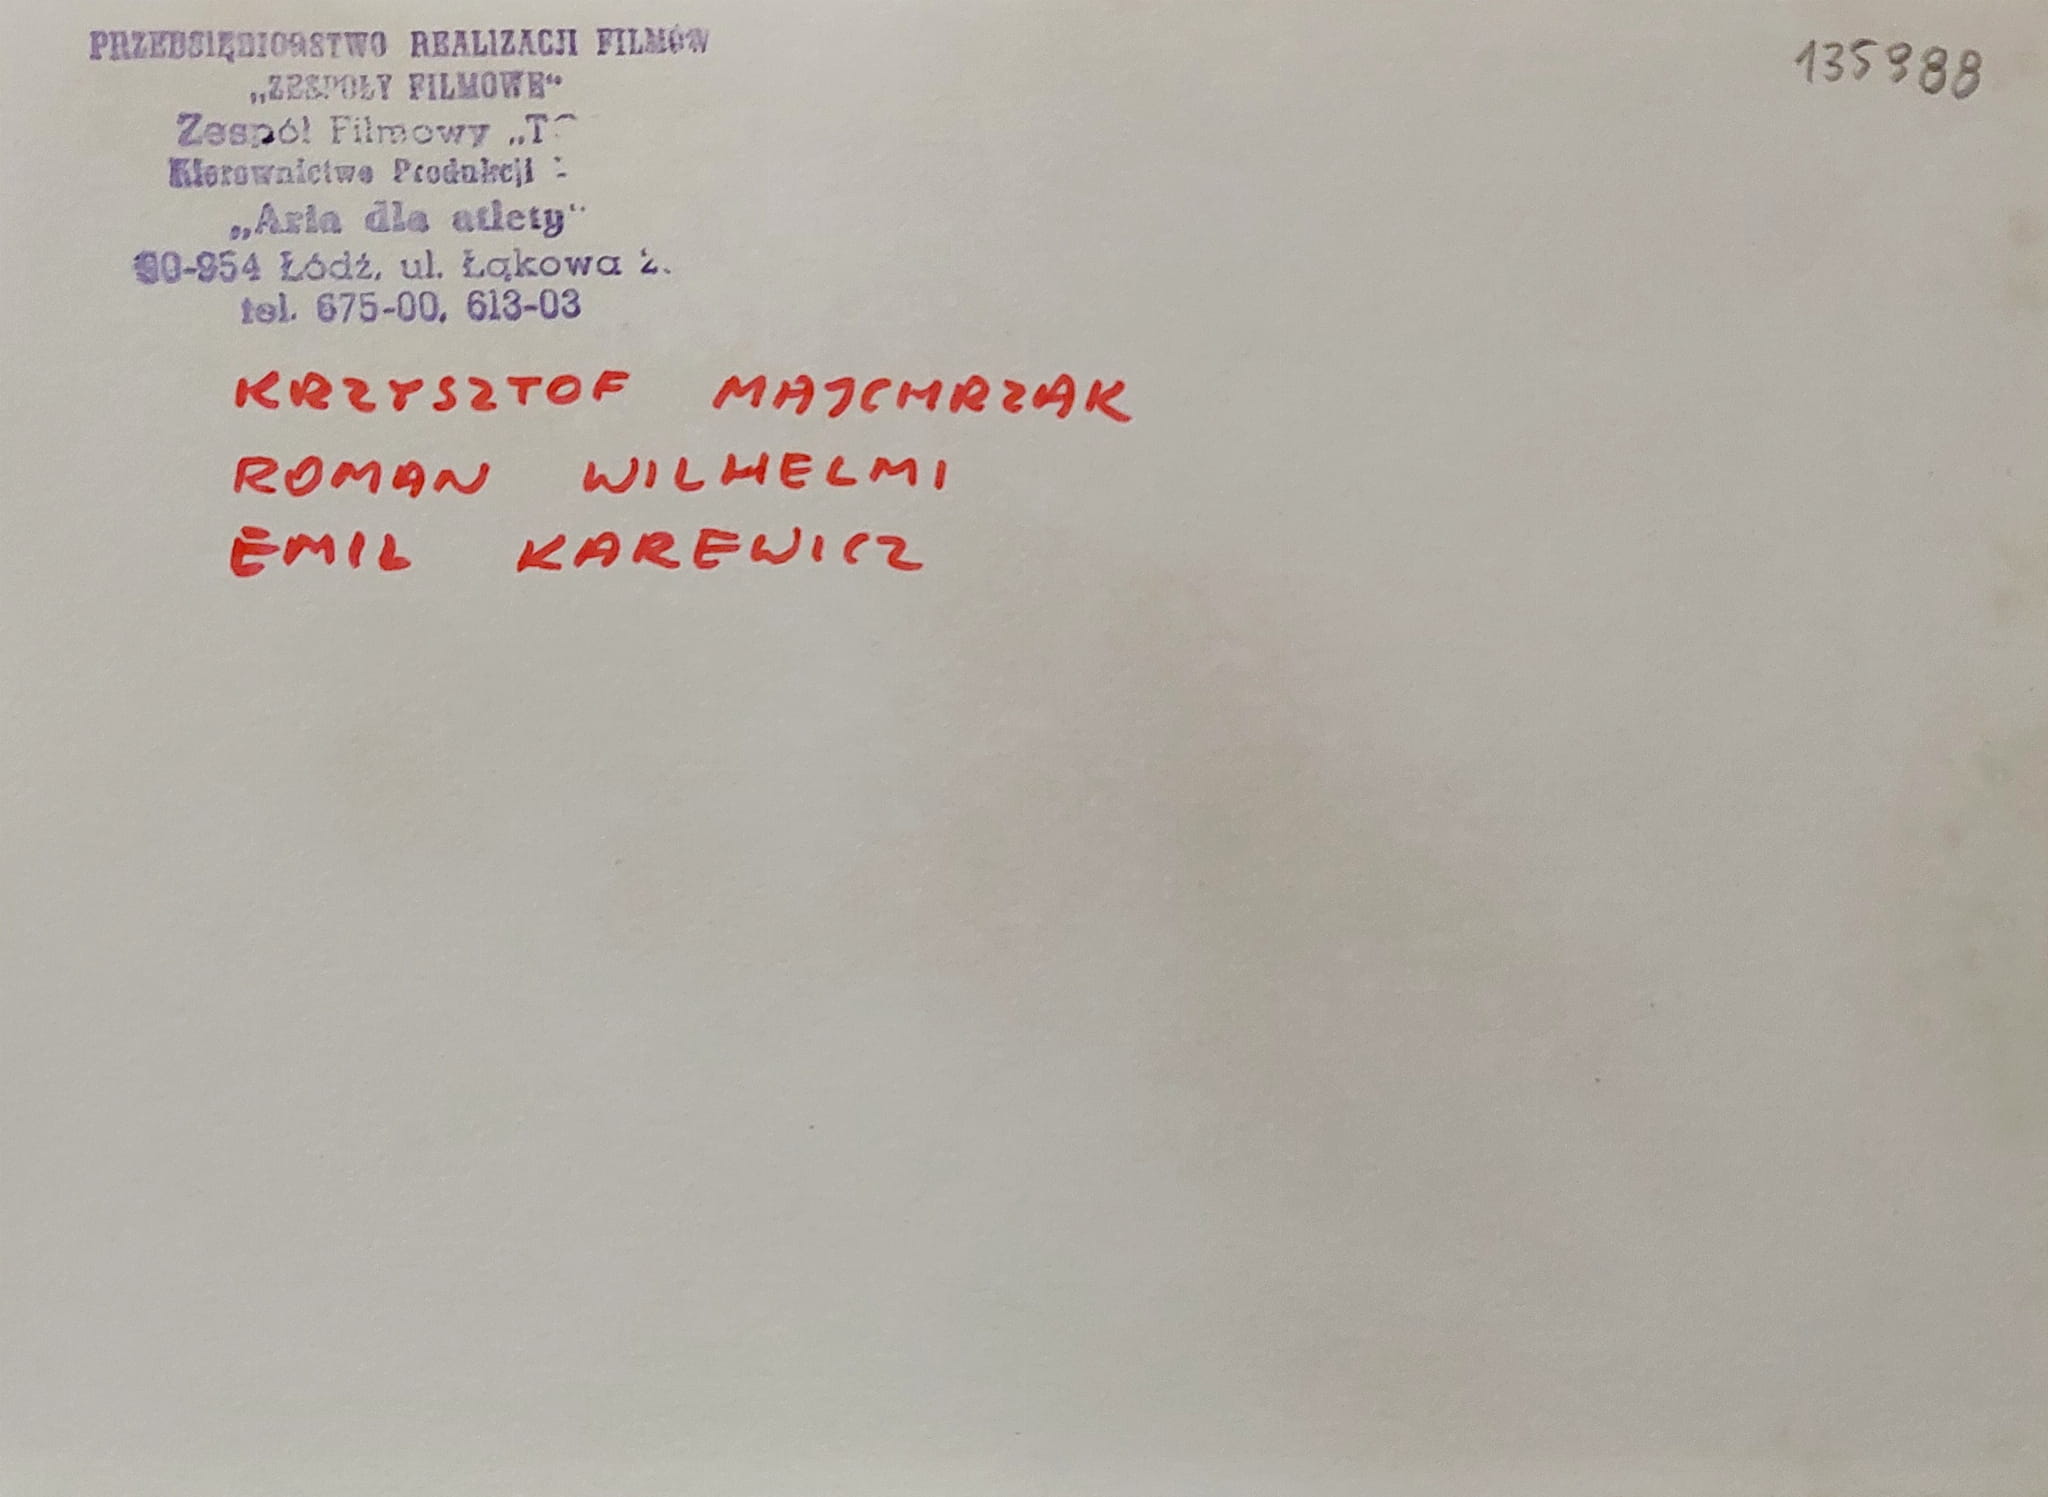 PRZEDSIĘBIORSTWO REALIZACJI FILMÓW
„ZESPOŁY FILMOWE“
Zespół Filmowy
Kierownictwo Produkcji
„Aria dla atlety“
90-954 Łódź, ul. Łąkowa
tel. 675-00, 613-03
135988
KRZYSZTOF MAJCHRZAK
ROMAN WILHELMI
EMIL KAREWICZ